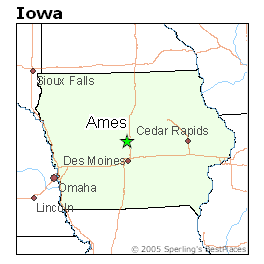 Iowa
Sioux Falls
Ames
Cedar Rapids
Des Moines
Omaha
Lincoln
© 2005 Sperling's BestPlaces